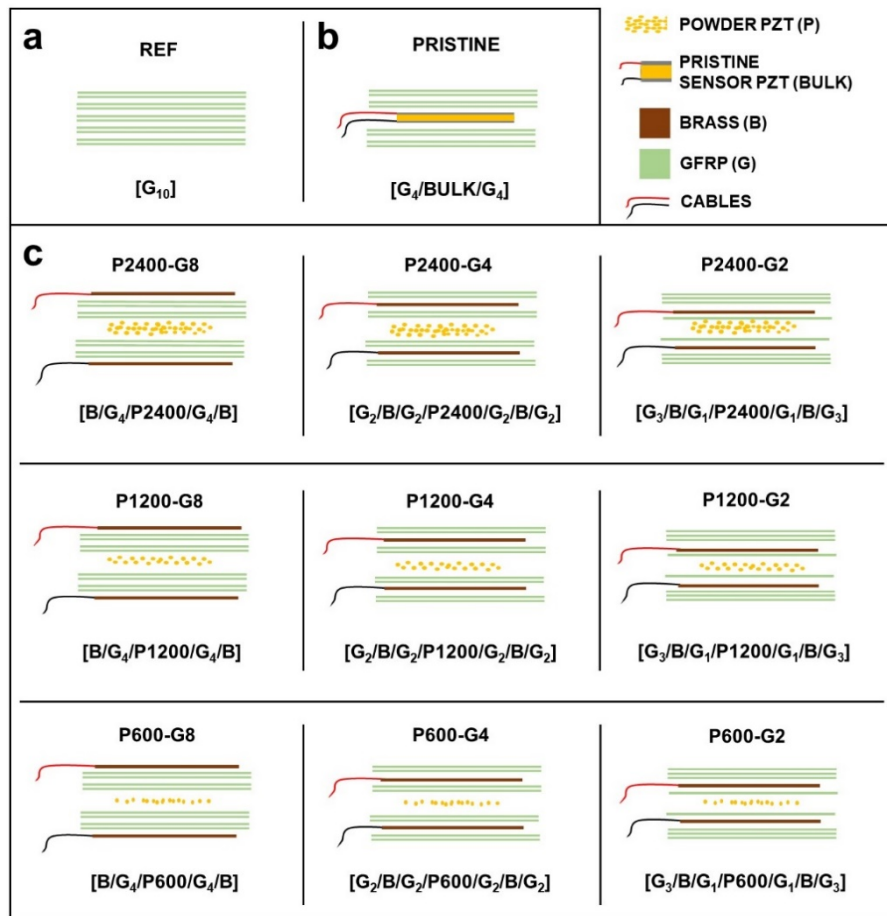 a
REF
[G₁₀]
b
PRISTINE
[G₄/BULK/G₄]
POWDER PZT (P)
PRISTINE
SENSOR PZT (BULK)
BRASS (B)
GFRP (G)
CABLES
c
P2400-G8
[B/G₄/P2400/G₄/B]
P2400-G4
[G₂/B/G₂/P2400/G₂/B/G₂]
P2400-G2
[G₃/B/G₁/P2400/G₁/B/G₃]
P1200-G8
[B/G₄/P1200/G₄/B]
P1200-G4
[G₂/B/G₂/P1200/G₂/B/G₂]
P1200-G2
[G₃/B/G₁/P1200/G₁/B/G₃]
P600-G8
[B/G₄/P600/G₄/B]
P600-G4
[G₂/B/G₂/P600/G₂/B/G₂]
P600-G2
[G₃/B/G₁/P600/G₁/B/G₃]